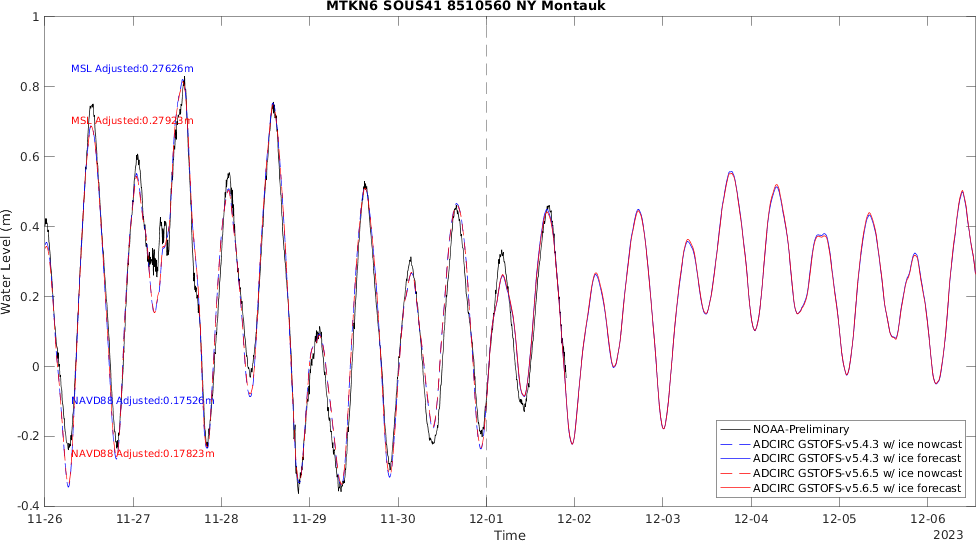 MTKN6 SOUS41 8510560 NY Montauk
1
0.8
0.6
0.4
0.2
0
-0.2
-0.4
Water Level (m)
MSL Adjusted:0.27626m
MSL Adjusted:0.27923m
NAVD88 Adjusted:0.17526m
NAVD88 Adjusted:0.17823m
NOAA-Preliminary
ADCIRC GSTOFS-v5.4.3 w/ ice nowcast
ADCIRC GSTOFS-v5.4.3 w/ ice forecast
ADCIRC GSTOFS-v5.6.5 w/ ice nowcast
ADCIRC GSTOFS-v5.6.5 w/ ice forecast
11-26 11-27 11-28 11-29 11-30 12-01 12-02 12-03 12-04 12-05 12-06
Time
2023